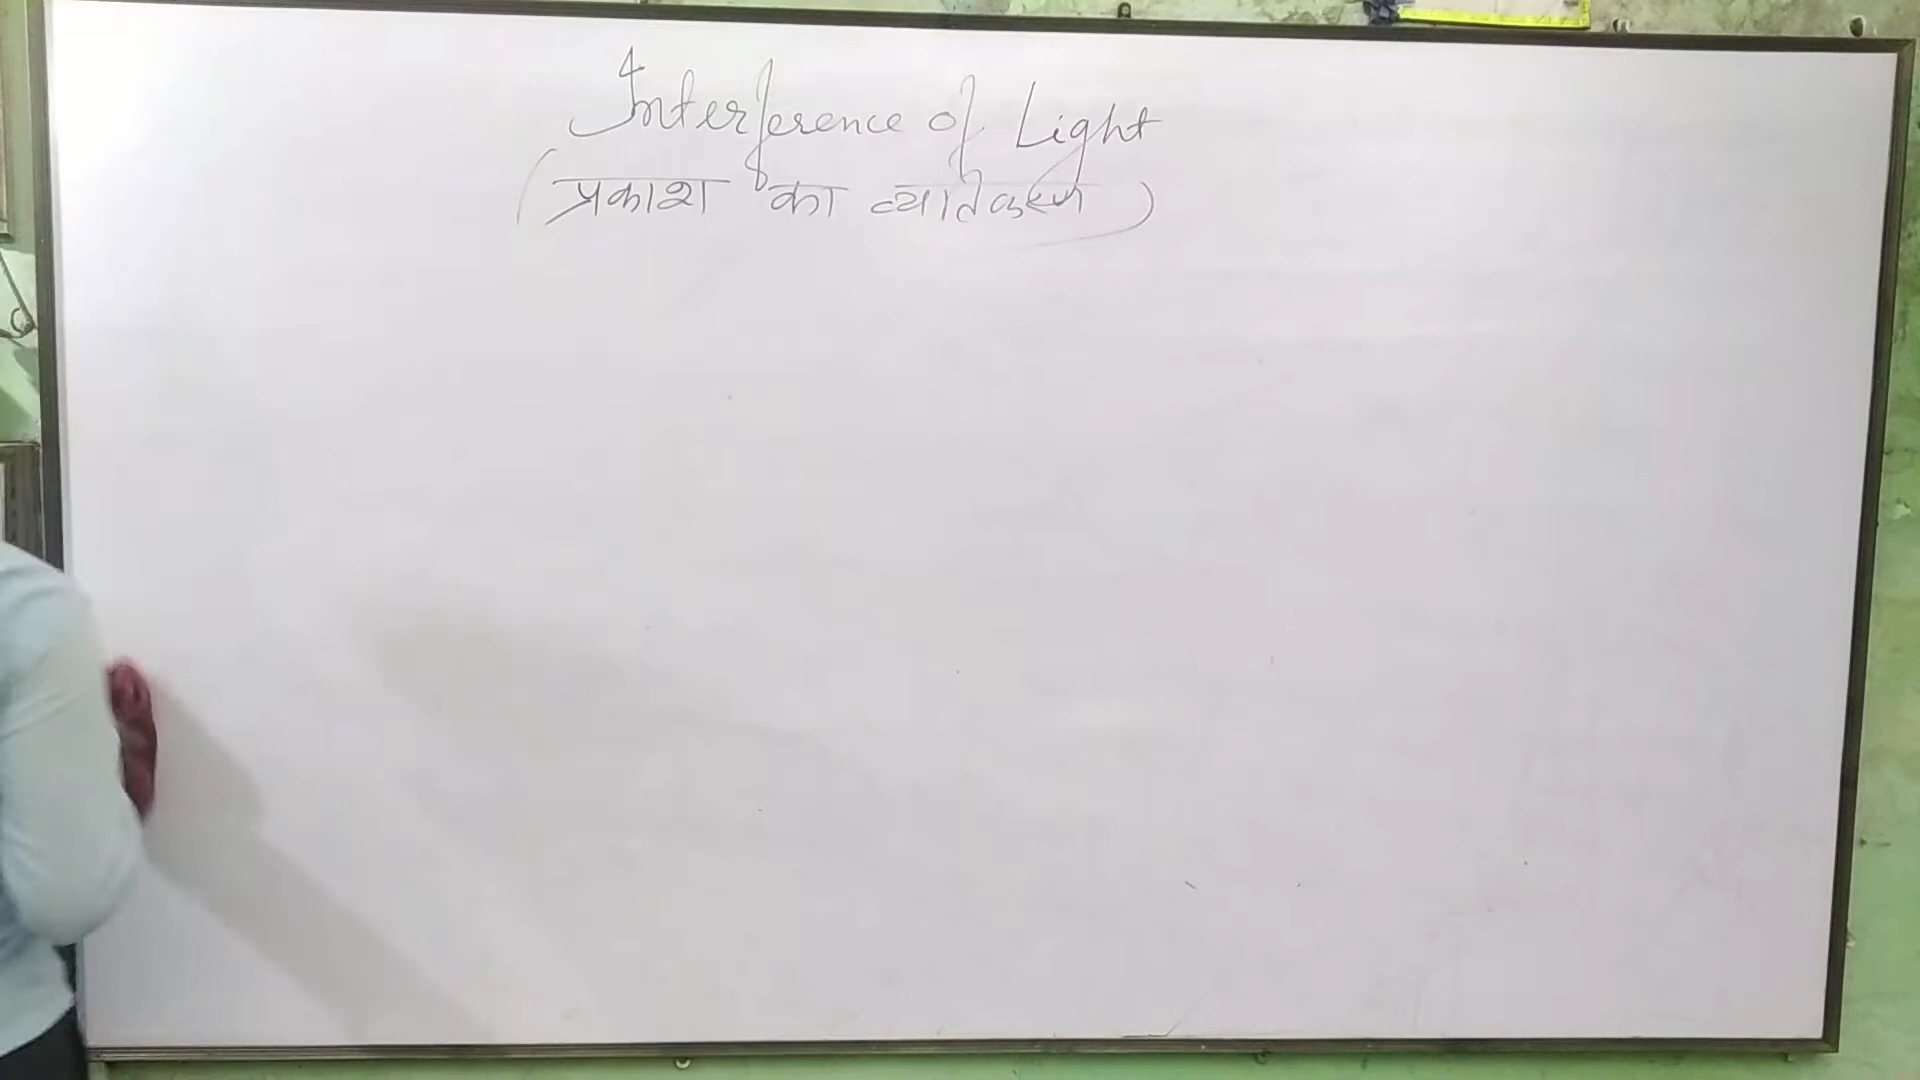 Interference of Light
(प्रकाश का व्यतिकरण)